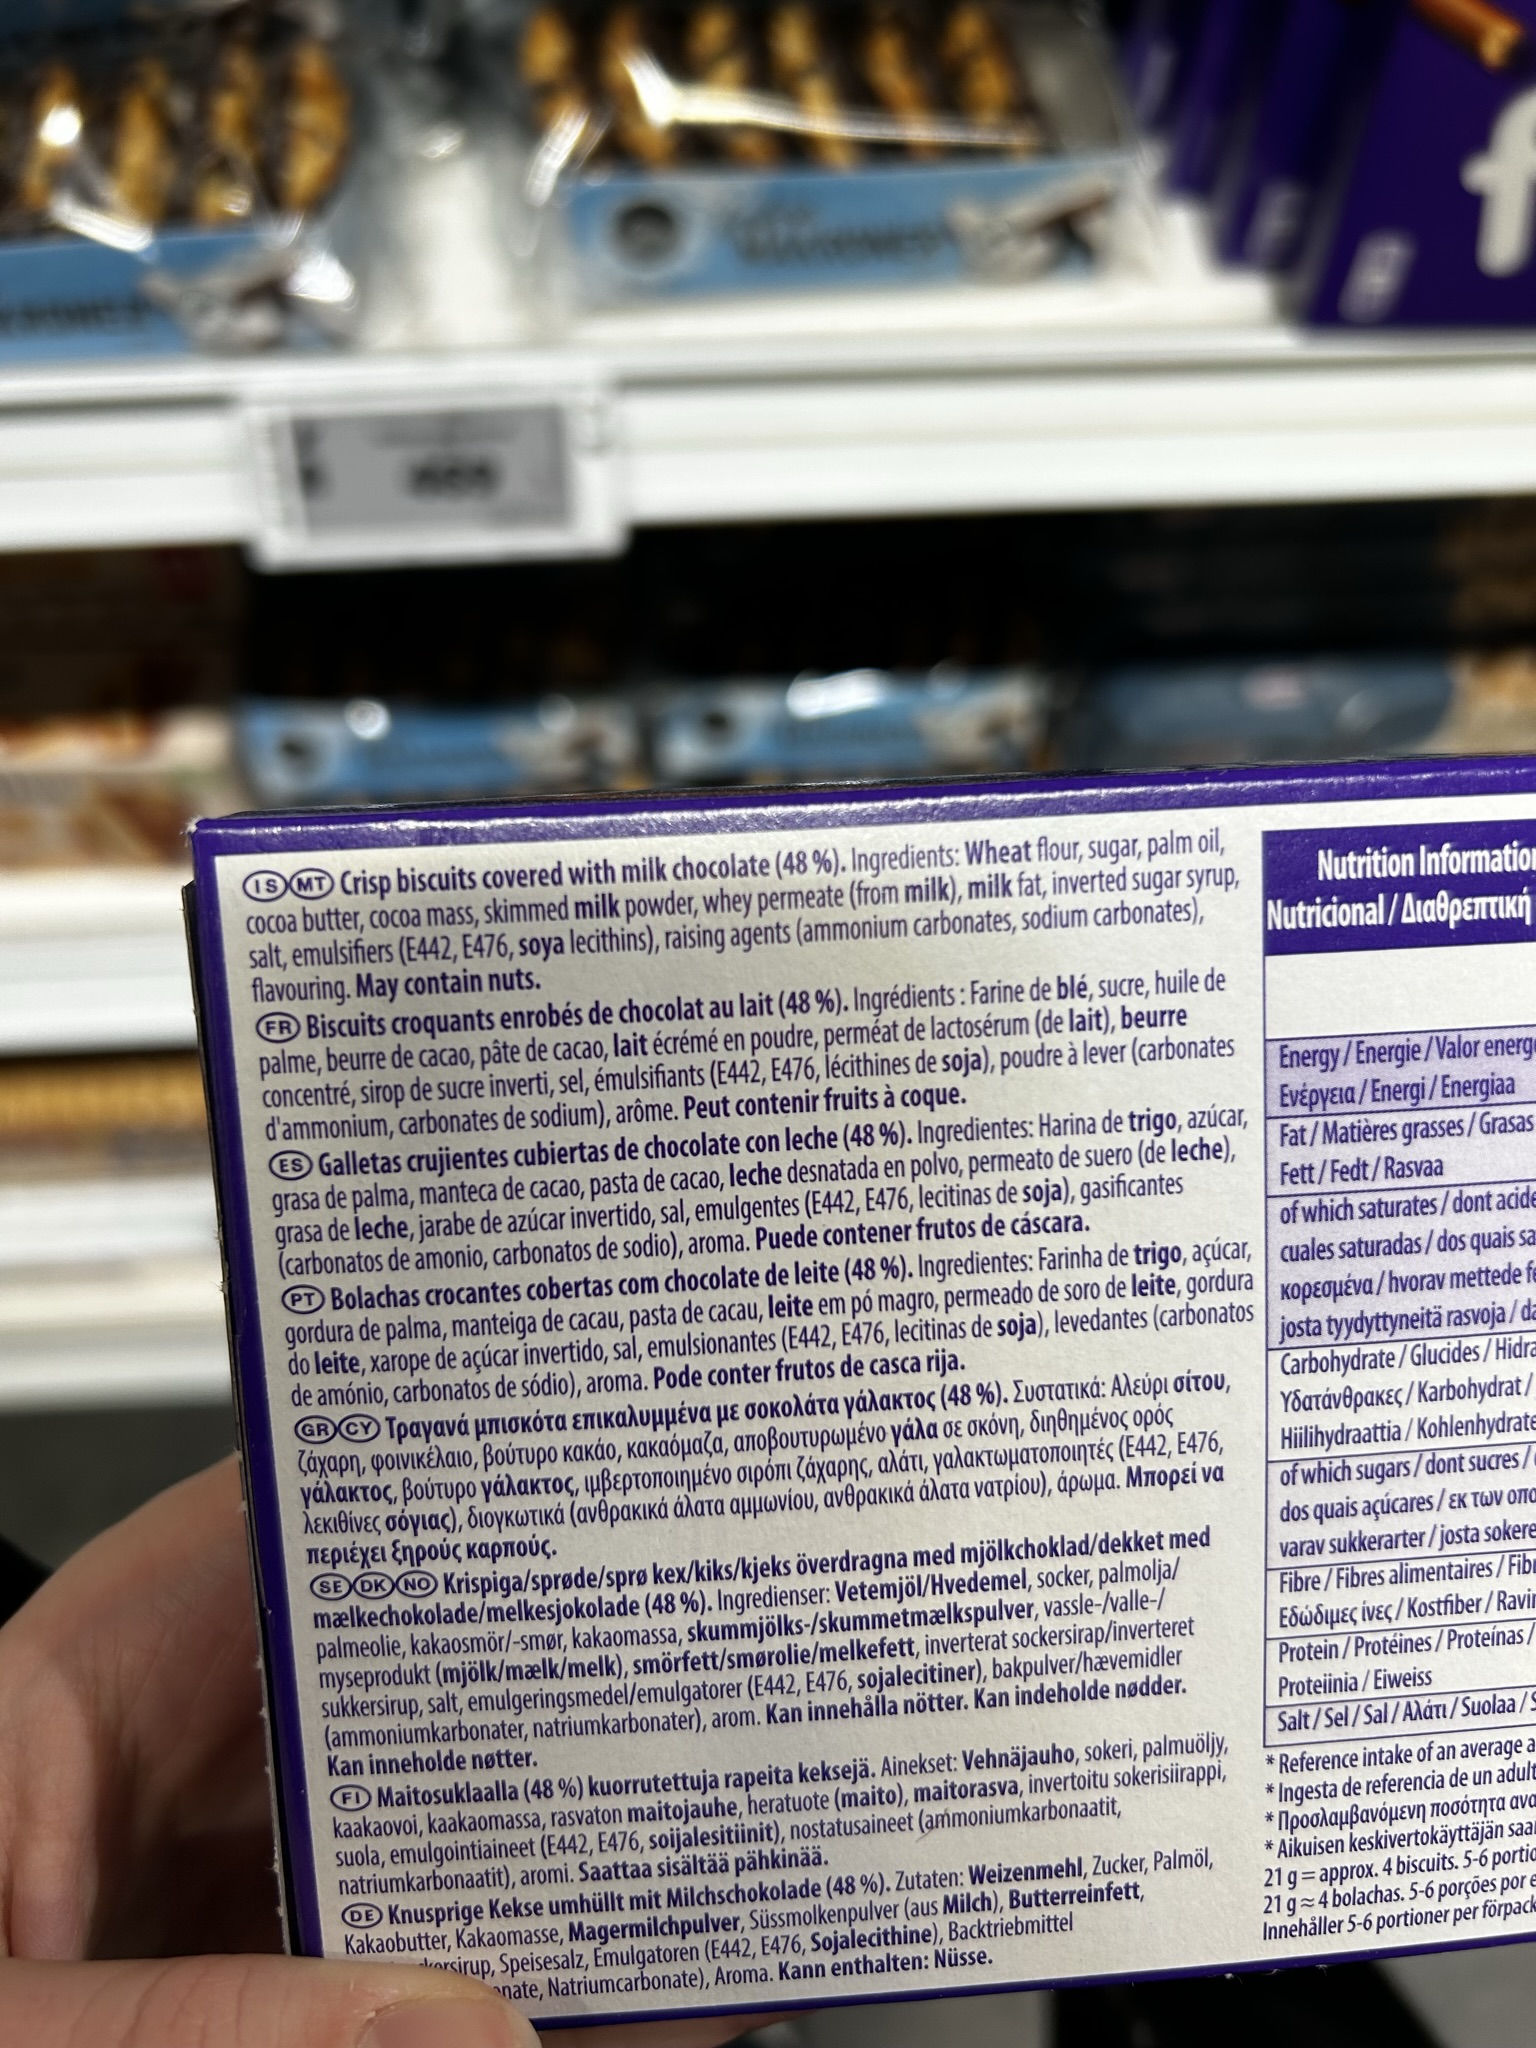 f
IS MT Crisp biscuits covered with milk chocolate (48 %). Ingredients: Wheat flour, sugar, palm oil,
cocoa butter, cocoa mass, skimmed milk powder, whey permeate (from milk), milk fat, inverted sugar syrup,
salt, emulsifiers (E442, E476, soya lecithins), raising agents (ammonium carbonates, sodium carbonates),
flavouring. May contain nuts.
FR Biscuits croquants enrobés de chocolat au lait (48 %). Ingrédients : Farine de blé, sucre, huile de
palme, beurre de cacao, pâte de cacao, lait écrémé en poudre, perméat de lactosérum (de lait), beurre
concentré, sirop de sucre inverti, sel, émulsifiants (E442, E476, lécithines de soja), poudre à lever (carbonates
d'ammonium, carbonates de sodium), arôme. Peut contenir fruits à coque.
ES Galletas crujientes cubiertas de chocolate con leche (48 %). Ingredientes: Harina de trigo, azúcar,
grasa de palma, manteca de cacao, pasta de cacao, leche desnatada en polvo, permeato de suero (de leche),
grasa de leche, jarabe de azúcar invertido, sal, emulgentes (E442, E476, lecitinas de soja), gasificantes
(carbonatos de amonio, carbonatos de sodio), aroma. Puede contener frutos de cáscara.
PT Bolachas crocantes cobertas com chocolate de leite (48 %). Ingredientes: Farinha de trigo, açúcar,
gordura de palma, manteiga de cacau, pasta de cacau, leite em pó magro, permeado de soro de leite, gordura
do leite, xarope de açúcar invertido, sal, emulsionantes (E442, E476, lecitinas de soja), levedantes (carbonatos
de amónio, carbonatos de sódio), aroma. Pode conter frutos de casca rija.
GR CY Τραγανά μπισκότα επικαλυμμένα με σοκολάτα γάλακτος (48 %). Συστατικά: Αλεύρι σίτου,
ζάχαρη, φοινικέλαιο, βούτυρο κακάο, κακαόμαζα, αποβουτυρωμένο γάλα σε σκόνη, διηθημένος ορός
γάλακτος, βούτυρο γάλακτος, ιμβερτοποιημένο σιρόπι ζάχαρης, αλάτι, γαλακτωματοποιητές (E442, E476,
λεκιθίνες σόγιας), διογκωτικά (ανθρακικά άλατα αμμωνίου, ανθρακικά άλατα νατρίου), άρωμα. Μπορεί να
περιέχει ξηρούς καρπούς.
SE DK NO Krispiga/sprøde/sprø kex/kiks/kjeks överdragna med mjölkchoklad/dekket med
mælkechokolade/melkesjokolade (48 %). Ingredienser: Vetemjöl/Hvedemel, socker, palmolja/
palmeolie, kakaosmör/-smør, kakaomassa, skummjölks-/skummetmælkspulver, vassle-/valle-/
myseprodukt (mjölk/mælk/melk), smörfett/smørolie/melkefett, inverterat sockersirap/inverteret
sukkersirup, salt, emulgeringsmedel/emulgatorer (E442, E476, sojalecitiner), bakpulver/hævemidler
(ammoniumkarbonater, natriumkarbonater), arom. Kan innehålla nötter. Kan indeholde nødder.
Kan inneholde nøtter.
FI Maitosuklaalla (48 %) kuorrutettuja rapeita keksejä. Ainekset: Vehnäjauho, sokeri, palmuöljy,
kaakaovoi, kaakaomassa, rasvaton maitojauhe, heratuote (maito), maitorasva, invertoitu sokerisiirappi,
suola, emulgointiaineet (E442, E476, soijalesitiinit), nostatusaineet (ammoniumkarbonaatit,
natriumkarbonaatit), aromi. Saattaa sisältää pähkinää.
DE Knusprige Kekse umhüllt mit Milchschokolade (48 %). Zutaten: Weizenmehl, Zucker, Palmöl,
Kakaobutter, Kakaomasse, Magermilchpulver, Süssmolkenpulver (aus Milch), Butterreinfett,
kersirup, Speisesalz, Emulgatoren (E442, E476, Sojalecithine), Backtriebmittel
onate, Natriumcarbonate), Aroma. Kann enthalten: Nüsse.
Nutrition Informatio
Nutricional / Διαθρεπτική
Energy / Energie / Valor energ
Ενέργεια / Energi / Energiaa
Fat / Matières grasses / Grasas
Fett / Fedt / Rasvaa
of which saturates / dont acide
cuales saturadas / dos quais sa
κορεσμένα / hvorav mettede f
josta tyydyttyneitä rasvoja / da
Carbohydrate / Glucides / Hidra
Υδατάνθρακες / Karbohydrat /
Hiilihydraattia / Kohlenhydrate
of which sugars / dont sucres /
dos quais açúcares / εκ των οπο
varav sukkerarter / josta sokere
Fibre / Fibres alimentaires / Fib
Εδώδιμες ίνες / Kostfiber / Ravin
Protein / Protéines / Proteínas /
Proteiinia / Eiweiss
Salt / Sel / Sal / Αλάτι / Suolaa / S
* Reference intake of an average a
* Ingesta de referencia de un adult
* Προσλαμβανόμενη ποσότητα ανα
* Aikuisen keskivertokäyttäjän saa
21 g = approx. 4 biscuits. 5-6 portio
21 g ≈ 4 bolachas. 5-6 porções por e
Innehåller 5-6 portioner per förpack